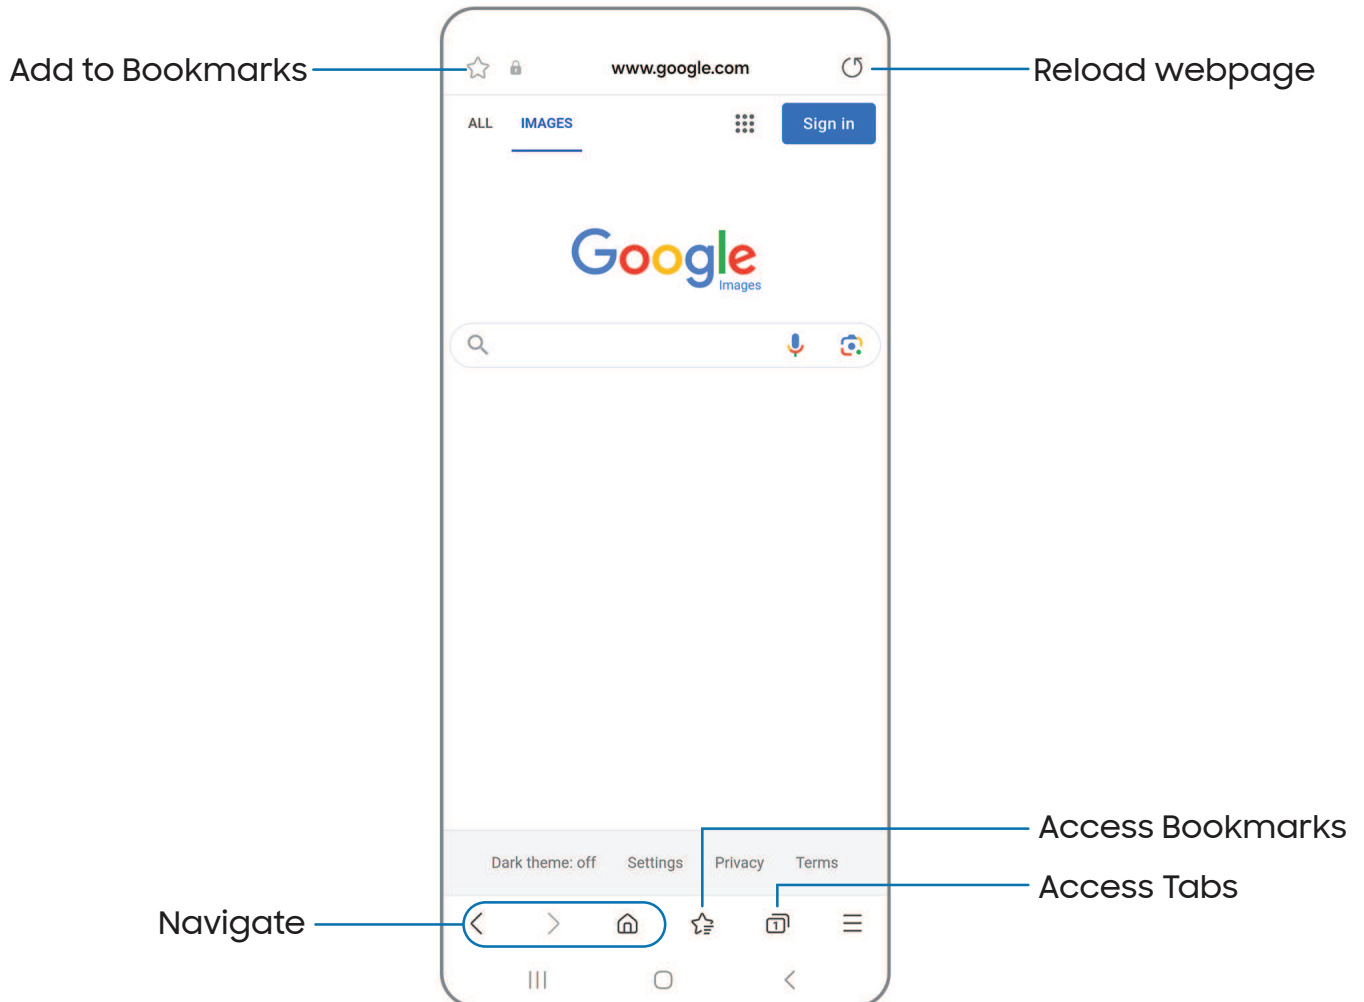 Add to Bookmarks
www.google.com
Reload webpage
ALL IMAGES
Sign in
Google
Images
Access Bookmarks
Dark theme: off Settings Privacy Terms
Access Tabs
Navigate
1